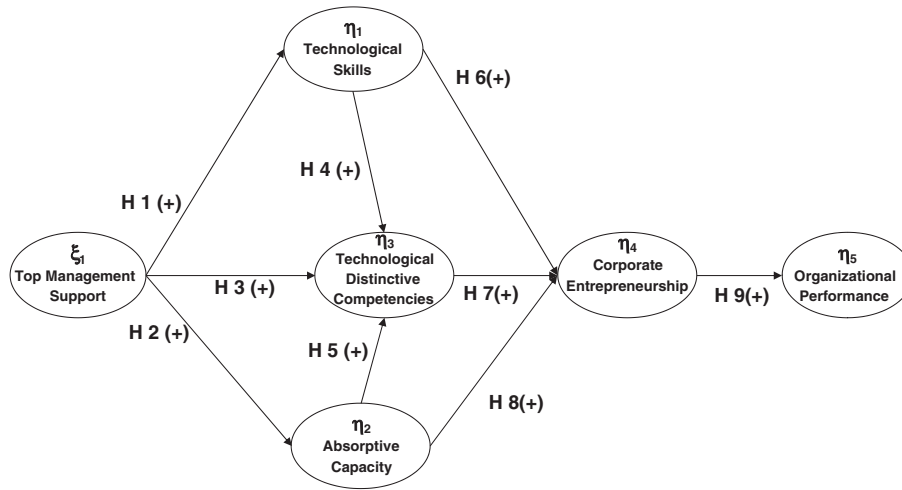 η1
Technological
Skills
H 6(+)
H 4 (+)
H 1 (+)
ξ1
Top Management
Support
H 3 (+)
η3
Technological
Distinctive
Competencies
H 7(+)
η4
Corporate
Entrepreneurship
H 9(+)
η5
Organizational
Performance
H 2 (+)
H 5 (+)
H 8(+)
η2
Absorptive
Capacity